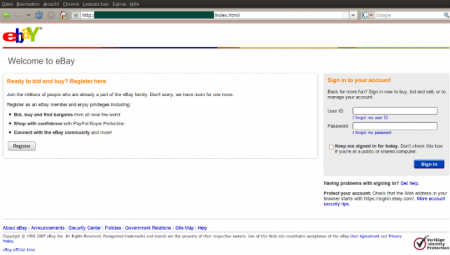 Datei Bearbeiten Ansicht Chronik Lesezeichen Extras Hilfe
http:// index.html/
Google
ebaY
Welcome to eBay
Ready to bid and buy? Register here
Join the millions of people who are already a part of the eBay family. Don't worry, we have room for one more.
Register as an eBay member and enjoy privileges including:
• Bid, buy and find bargains from all over the world
• Shop with confidence with PayPal Buyer Protection
• Connect with the eBay community and more!
Register
Sign in to your account
Back for more fun? Sign in now to buy, bid and sell, or to
manage your account.
User ID
I forgot my user ID
Password
I forgot my password
Keep me signed in for today. Don't check this
box if you're at a public or shared computer.
Sign in
Having problems with signing in? Get help.
Protect your account: Check that the Web address in your
browser starts with https://signin.ebay.com/. More account
security tips.
About eBay | Announcements | Security Center | Policies | Government Relations | Site Map | Help
Copyright © 1995-2007 eBay Inc. All Rights Reserved. Designated trademarks and brands are the property of their respective owners. Use of this Web site constitutes acceptance of the eBay User Agreement and Privacy
Policy.
eBay official time
VeriSign
Identity
Protection